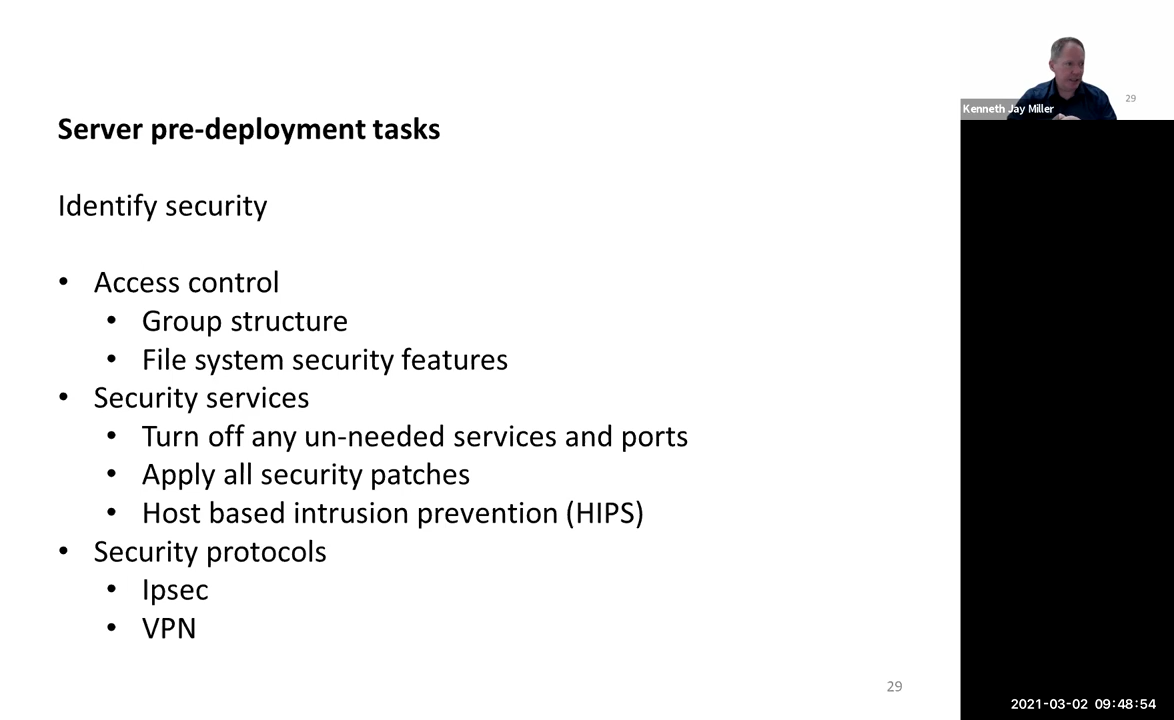 Server pre-deployment tasks
Identify security
• Access control
• Group structure
• File system security features
• Security services
• Turn off any un-needed services and ports
• Apply all security patches
• Host based intrusion prevention (HIPS)
• Security protocols
• Ipsec
• VPN
29
Kenneth Jay Miller
29
2021-03-02 09:48:54